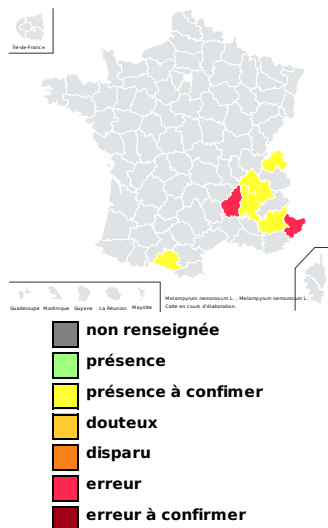 Île-de-France
Guadeloupe Martinique Guyane La Réunion Mayotte
Melampyrum nemorosum L. , Melampyrum nemorosum L.
Carte en cours d'élaboration.
non renseignée
présence
présence à confimer
douteux
disparu
erreur
erreur à confirmer